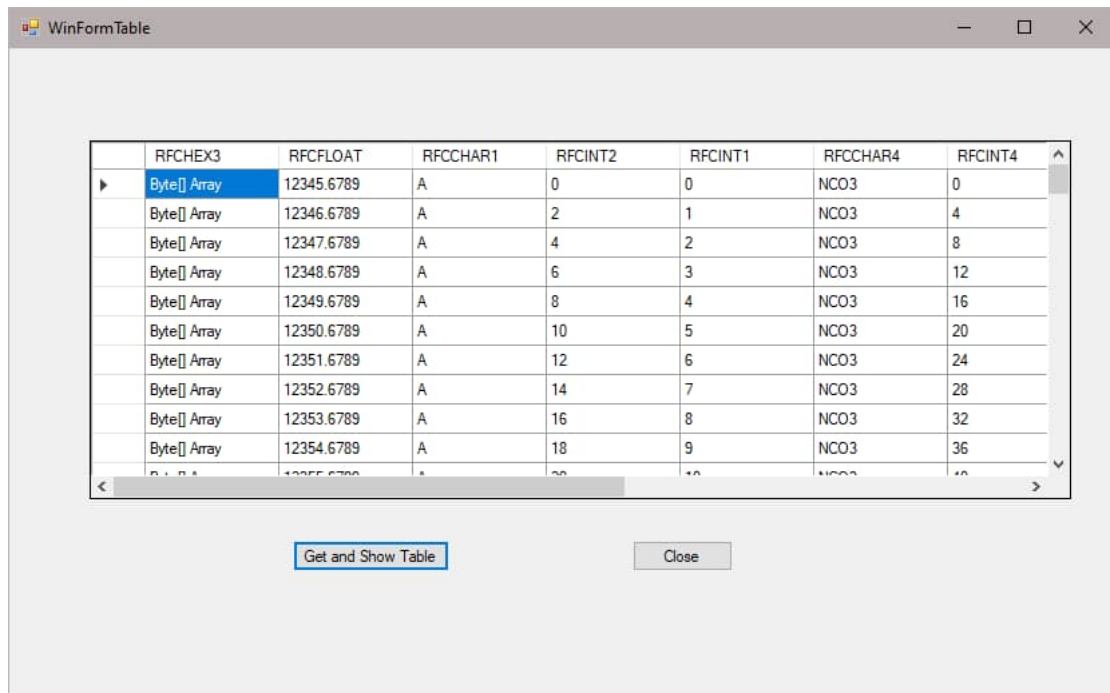 WinFormTable
RFCHEX3 RFCFLOAT RFCCHAR1 RFCINT2 RFCINT1 RFCCHAR4 RFCINT4
Byte[] Array 12345.6789 A 0 0 NCO3 0
Byte[] Array 12346.6789 A 2 1 NCO3 4
Byte[] Array 12347.6789 A 4 2 NCO3 8
Byte[] Array 12348.6789 A 6 3 NCO3 12
Byte[] Array 12349.6789 A 8 4 NCO3 16
Byte[] Array 12350.6789 A 10 5 NCO3 20
Byte[] Array 12351.6789 A 12 6 NCO3 24
Byte[] Array 12352.6789 A 14 7 NCO3 28
Byte[] Array 12353.6789 A 16 8 NCO3 32
Byte[] Array 12354.6789 A 18 9 NCO3 36
Get and Show Table Close